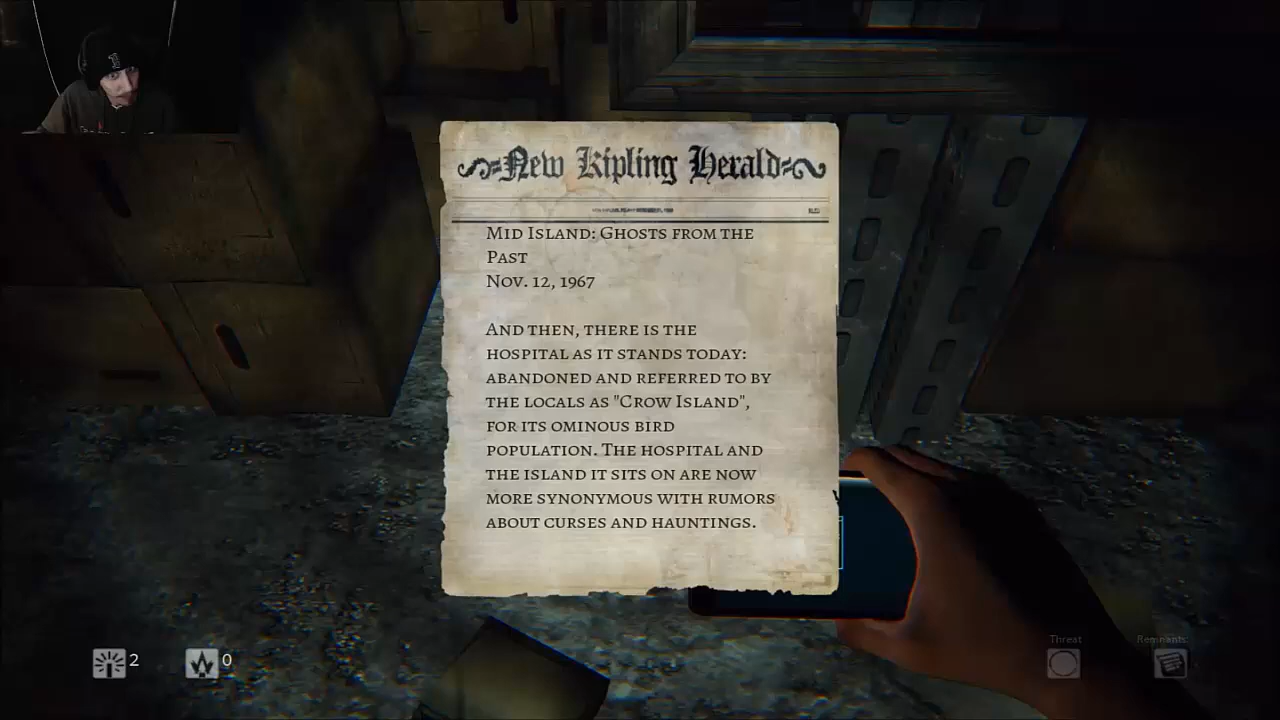 New Kipling Herald
Mid Island: Ghosts from the
Past
Nov. 12, 1967
And then, there is the
hospital as it stands today:
abandoned and referred to by
the locals as "Crow Island",
for its ominous bird
population. The hospital and
the island it sits on are now
more synonymous with rumors
about curses and hauntings.
2
0
Threat
Remnants